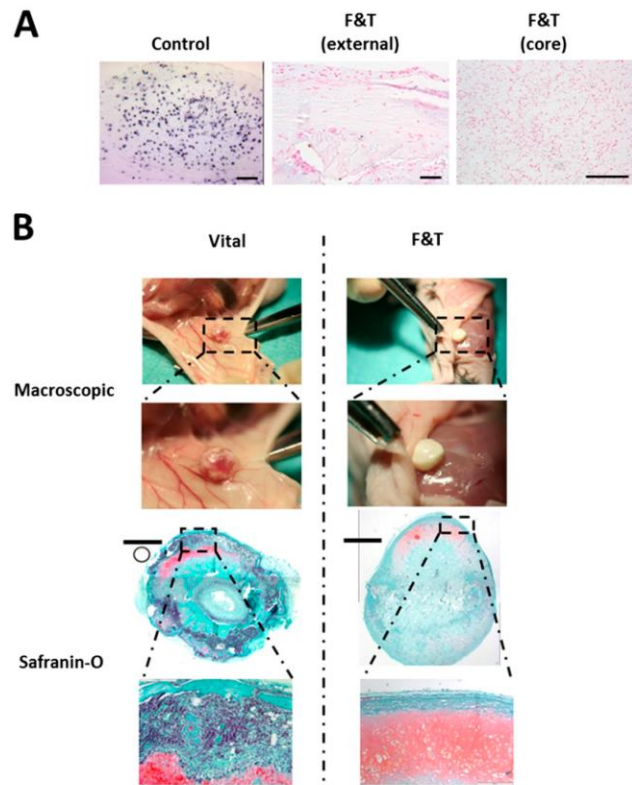 A
Control
F&T
(external)
F&T
(core)
B
Vital
F&T
Macroscopic
Safranin-O